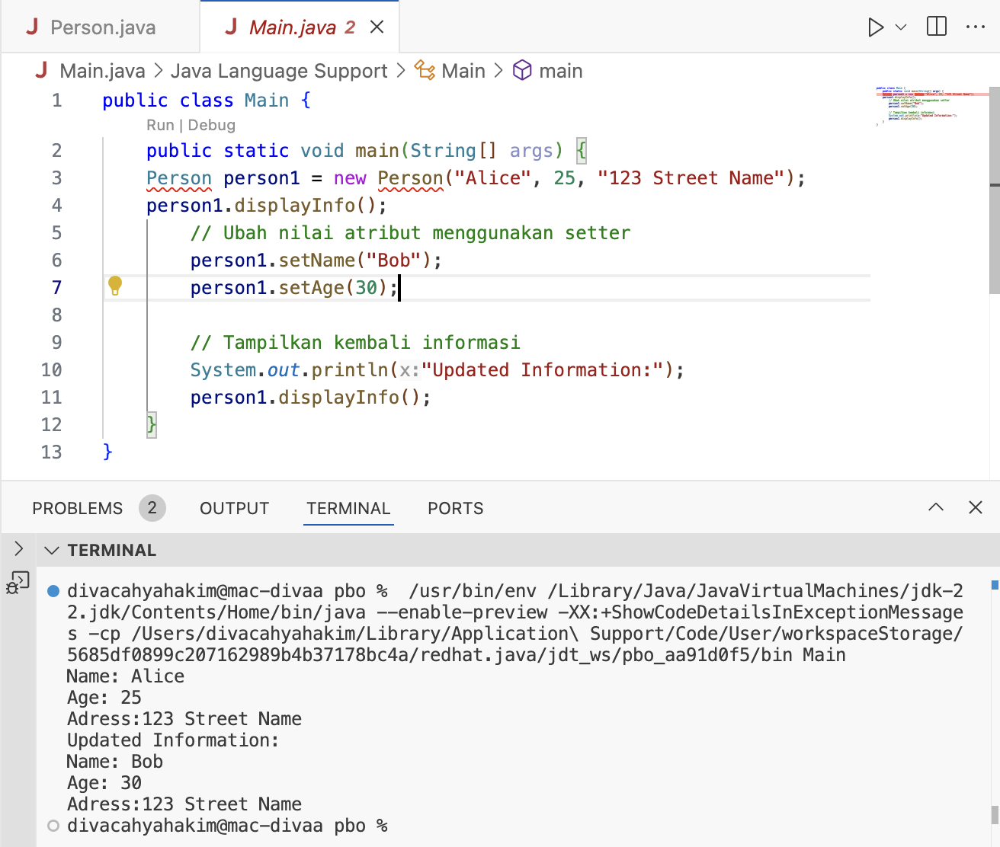 Person.java
Main.java 2
Main.java > Java Language Support > Main > main
1 public class Main {
Run | Debug
2 public static void main(String[] args) {
3 Person person1 = new Person("Alice", 25, "123 Street Name");
4 person1.displayInfo();
5 // Ubah nilai atribut menggunakan setter
6 person1.setName("Bob");
7 person1.setAge(30);
8
9 // Tampilkan kembali informasi
10 System.out.println(x:"Updated Information:");
11 person1.displayInfo();
12 }
13 }
PROBLEMS 2 OUTPUT TERMINAL PORTS
TERMINAL
divacahyahakim@mac-divaa pbo % /usr/bin/env /Library/Java/JavaVirtualMachines/jdk-2
2.jdk/Contents/Home/bin/java --enable-preview -XX:+ShowCodeDetailsInExceptionMessage
s -cp /Users/divacahyahakim/Library/Application\ Support/Code/User/workspaceStorage/
5685df0899c207162989b4b37178bc4a/redhat.java/jdt_ws/pbo_aa91d0f5/bin Main
Name: Alice
Age: 25
Adress:123 Street Name
Updated Information:
Name: Bob
Age: 30
Adress:123 Street Name
divacahyahakim@mac-divaa pbo %